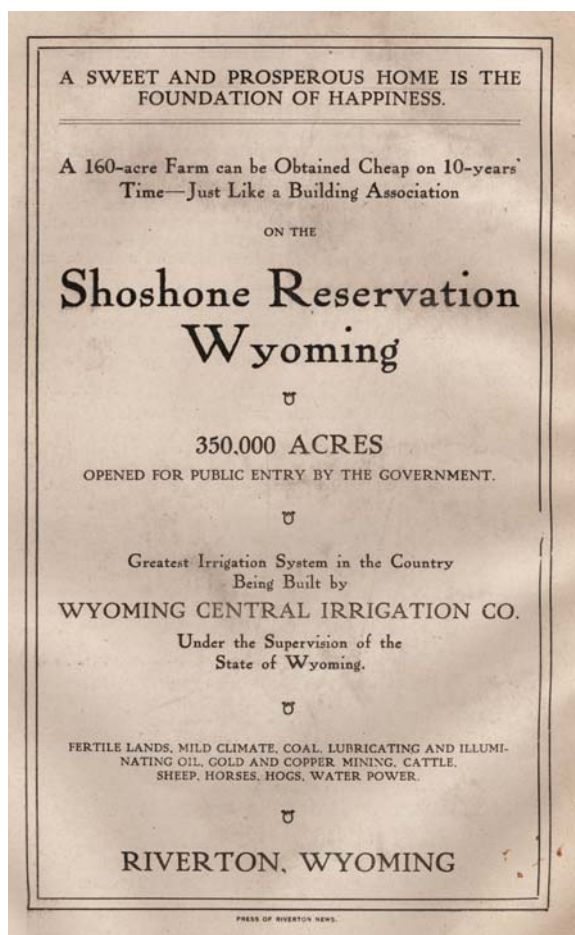 A SWEET AND PROSPEROUS HOME IS THE
FOUNDATION OF HAPPINESS.
A 160-acre Farm can be Obtained Cheap on 10-years'
Time—Just Like a Building Association
ON THE
Shoshone Reservation
Wyoming
350,000 ACRES
OPENED FOR PUBLIC ENTRY BY THE GOVERNMENT.
Greatest Irrigation System in the Country
Being Built by
WYOMING CENTRAL IRRIGATION CO.
Under the Supervision of the
State of Wyoming.
FERTILE LANDS, MILD CLIMATE, COAL, LUBRICATING AND ILLUMI-
NATING OIL, GOLD AND COPPER MINING, CATTLE,
SHEEP, HORSES, HOGS, WATER POWER.
RIVERTON, WYOMING
PRESS OF RIVERTON NEWS.